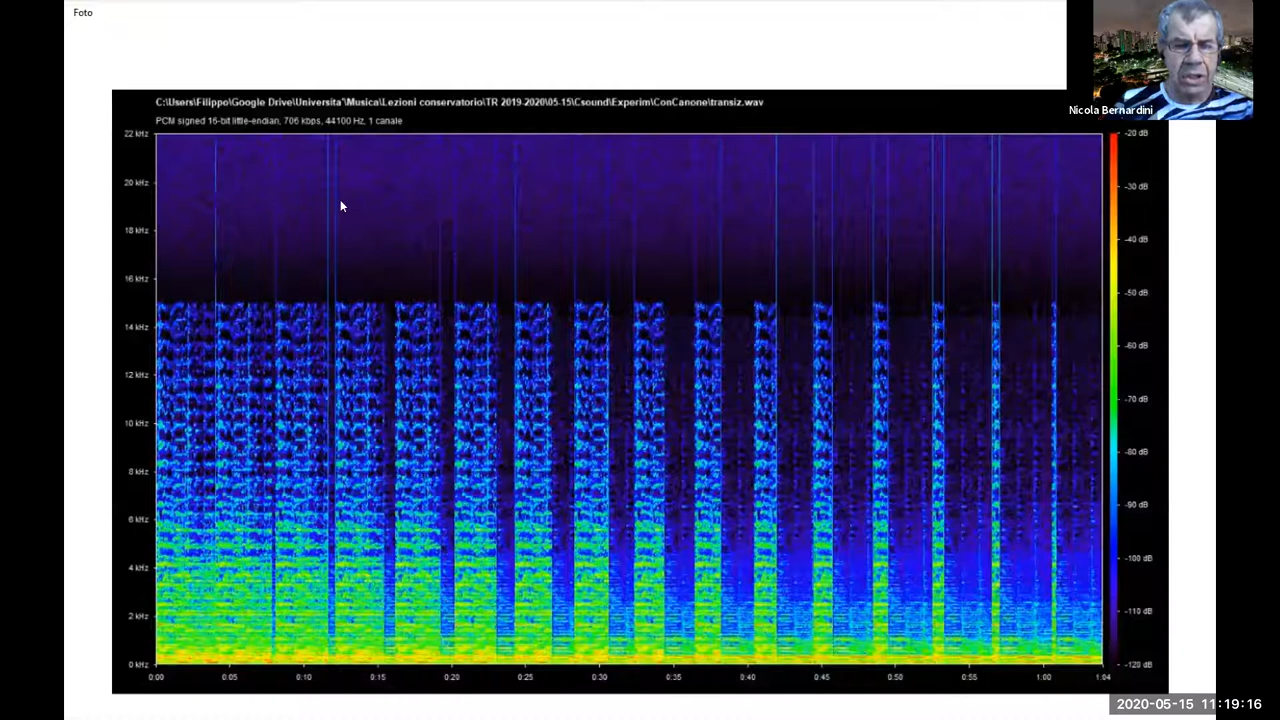 Foto
C:\Users\Filippo\Google Drive\Universita'\Musica\Lezioni conservatorio\TR 2019-2020\05-15\Csound\Experim\ConCanone\transiz.wav
PCM signed 16-bit little-endian, 706 kbps, 44100 Hz, 1 canale
Nicola Bernardini
22 kHz
20 kHz
18 kHz
16 kHz
14 kHz
12 kHz
10 kHz
8 kHz
6 kHz
4 kHz
2 kHz
0 kHz
-20 dB
-30 dB
-40 dB
-50 dB
-60 dB
-70 dB
-80 dB
-90 dB
-100 dB
-110 dB
-120 dB
0:00 0:05 0:10 0:15 0:20 0:25 0:30 0:35 0:40 0:45 0:50 0:55 1:00 1:04
2020-05-15 11:19:16